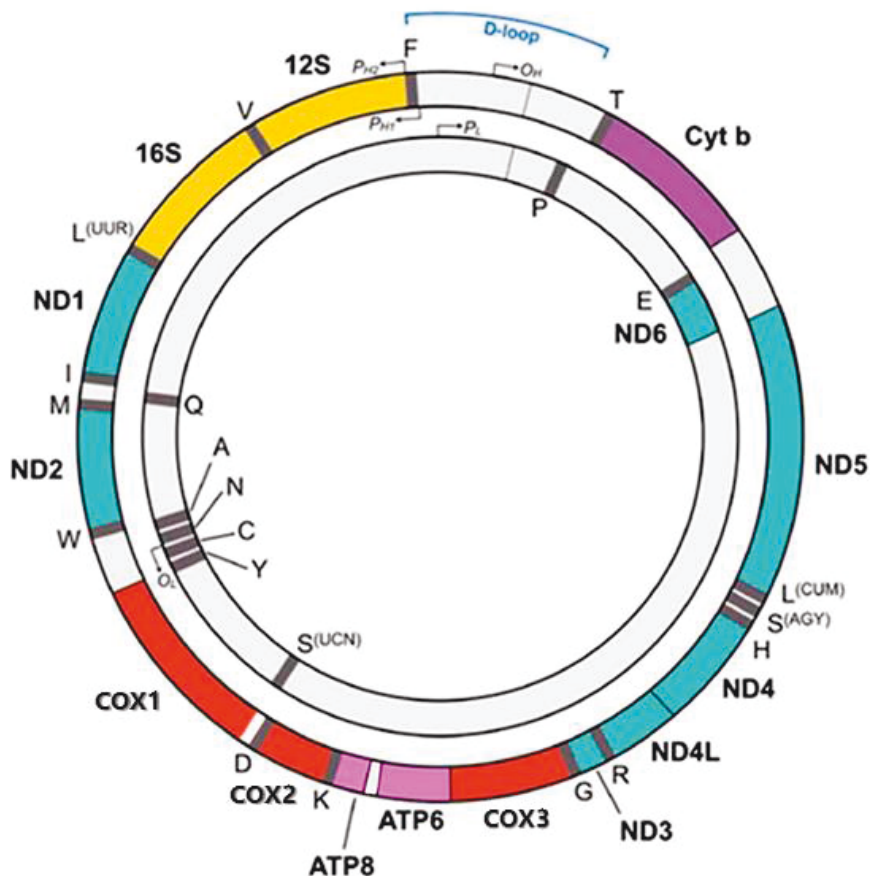 D-loop
F
12S
P_H2
O_H
T
V
P_H1
P_L
Cyt b
16S
P
L(UUR)
E
ND1
ND6
I
M
Q
A
ND2
N
ND5
W
C
Y
O_L
L(CUM)
S(AGY)
S(UCN)
H
ND4
COX1
ND4L
D
R
COX2
K
G
ATP6
COX3
ND3
ATP8